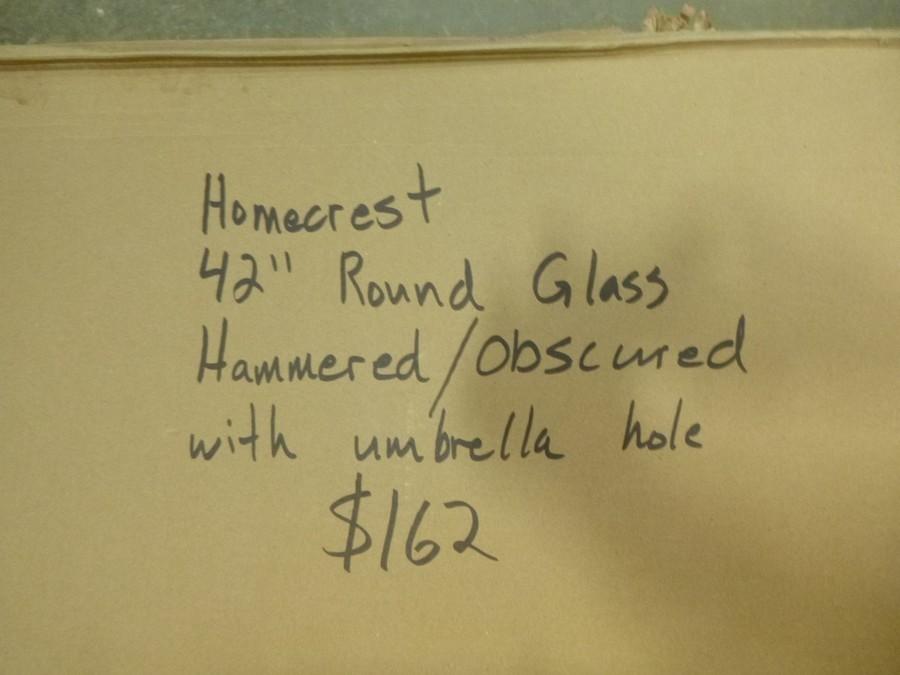 Homecrest
42" Round Glass
Hammered/Obscured
with umbrella hole
$162